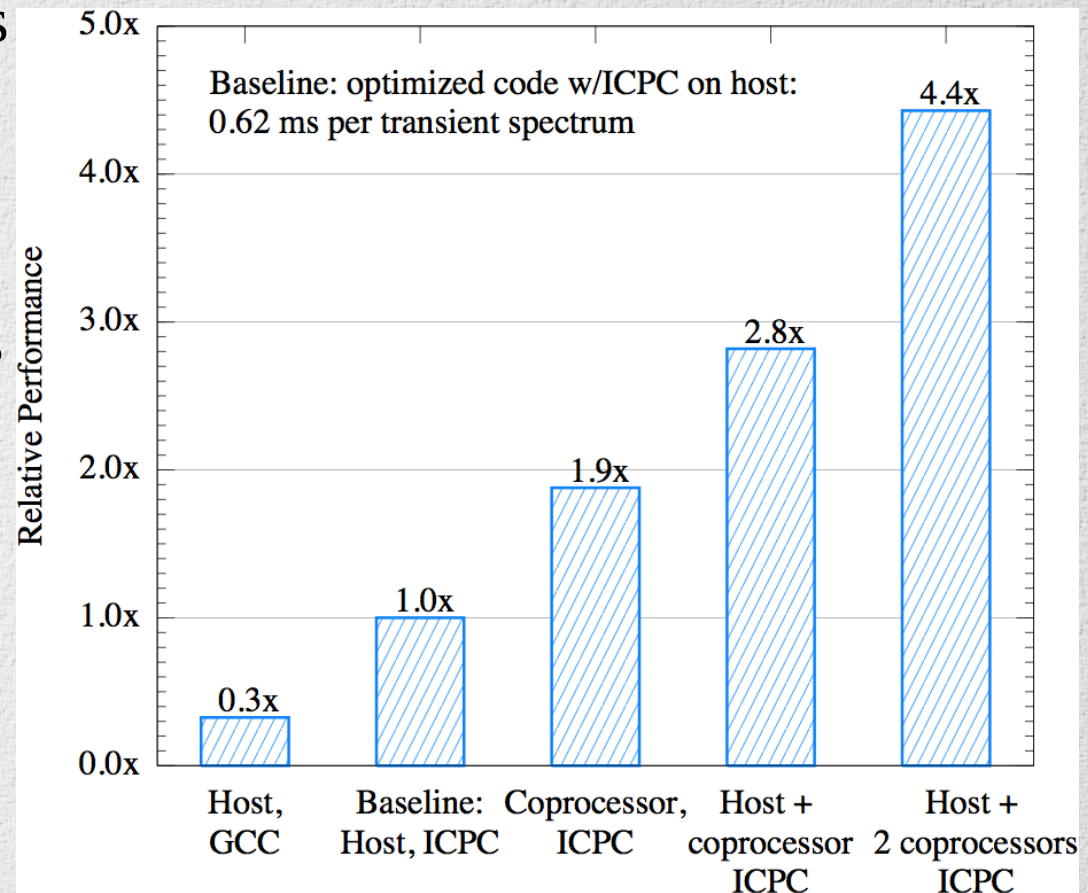 5.0x
Baseline: optimized code w/ICPC on host:
0.62 ms per transient spectrum
4.4x
4.0x
Relative Performance
3.0x
2.8x
2.0x
1.9x
1.0x
1.0x
0.3x
0.0x
Host,
GCC
Baseline:
Host, ICPC
Coprocessor,
ICPC
Host +
coprocessor
ICPC
Host +
2 coprocessors
ICPC